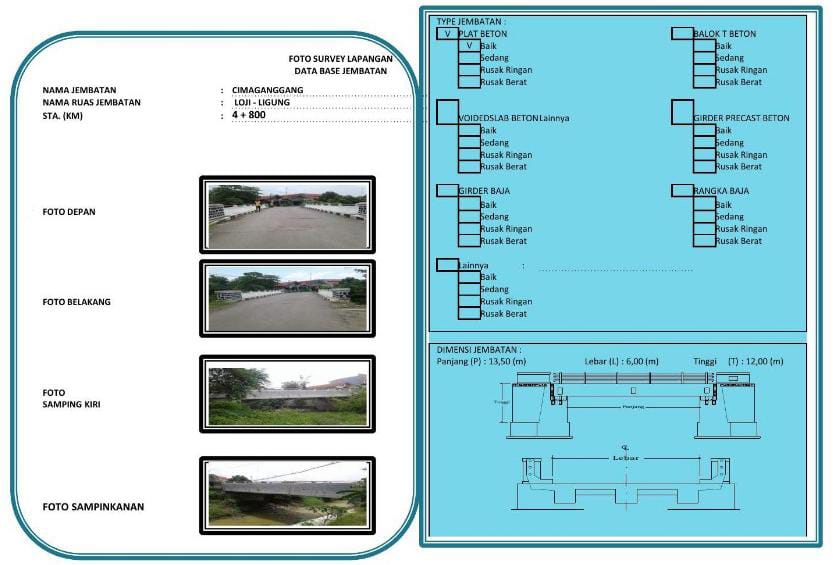 FOTO SURVEY LAPANGAN
DATA BASE JEMBATAN
NAMA JEMBATAN : CIMAGANGGANG
NAMA RUAS JEMBATAN : LOJI - LIGUNG
STA. (KM) : 4 + 800
FOTO DEPAN
FOTO BELAKANG
FOTO
SAMPING KIRI
FOTO SAMPINKANAN
TYPE JEMBATAN :
V PLAT BETON
V Baik
Sedang
Rusak Ringan
Rusak Berat
BALOK T BETON
Baik
Sedang
Rusak Ringan
Rusak Berat
VOIDEDSLAB BETONLainnya
Baik
Sedang
Rusak Ringan
Rusak Berat
GIRDER PRECAST BETON
Baik
Sedang
Rusak Ringan
Rusak Berat
GIRDER BAJA
Baik
Sedang
Rusak Ringan
Rusak Berat
RANGKA BAJA
Baik
Sedang
Rusak Ringan
Rusak Berat
Lainnya :
Baik
Sedang
Rusak Ringan
Rusak Berat
DIMENSI JEMBATAN :
Panjang (P) : 13,50 (m) Lebar (L) : 6,00 (m) Tinggi (T) : 12,00 (m)
Tinggi
Panjang
Lebar